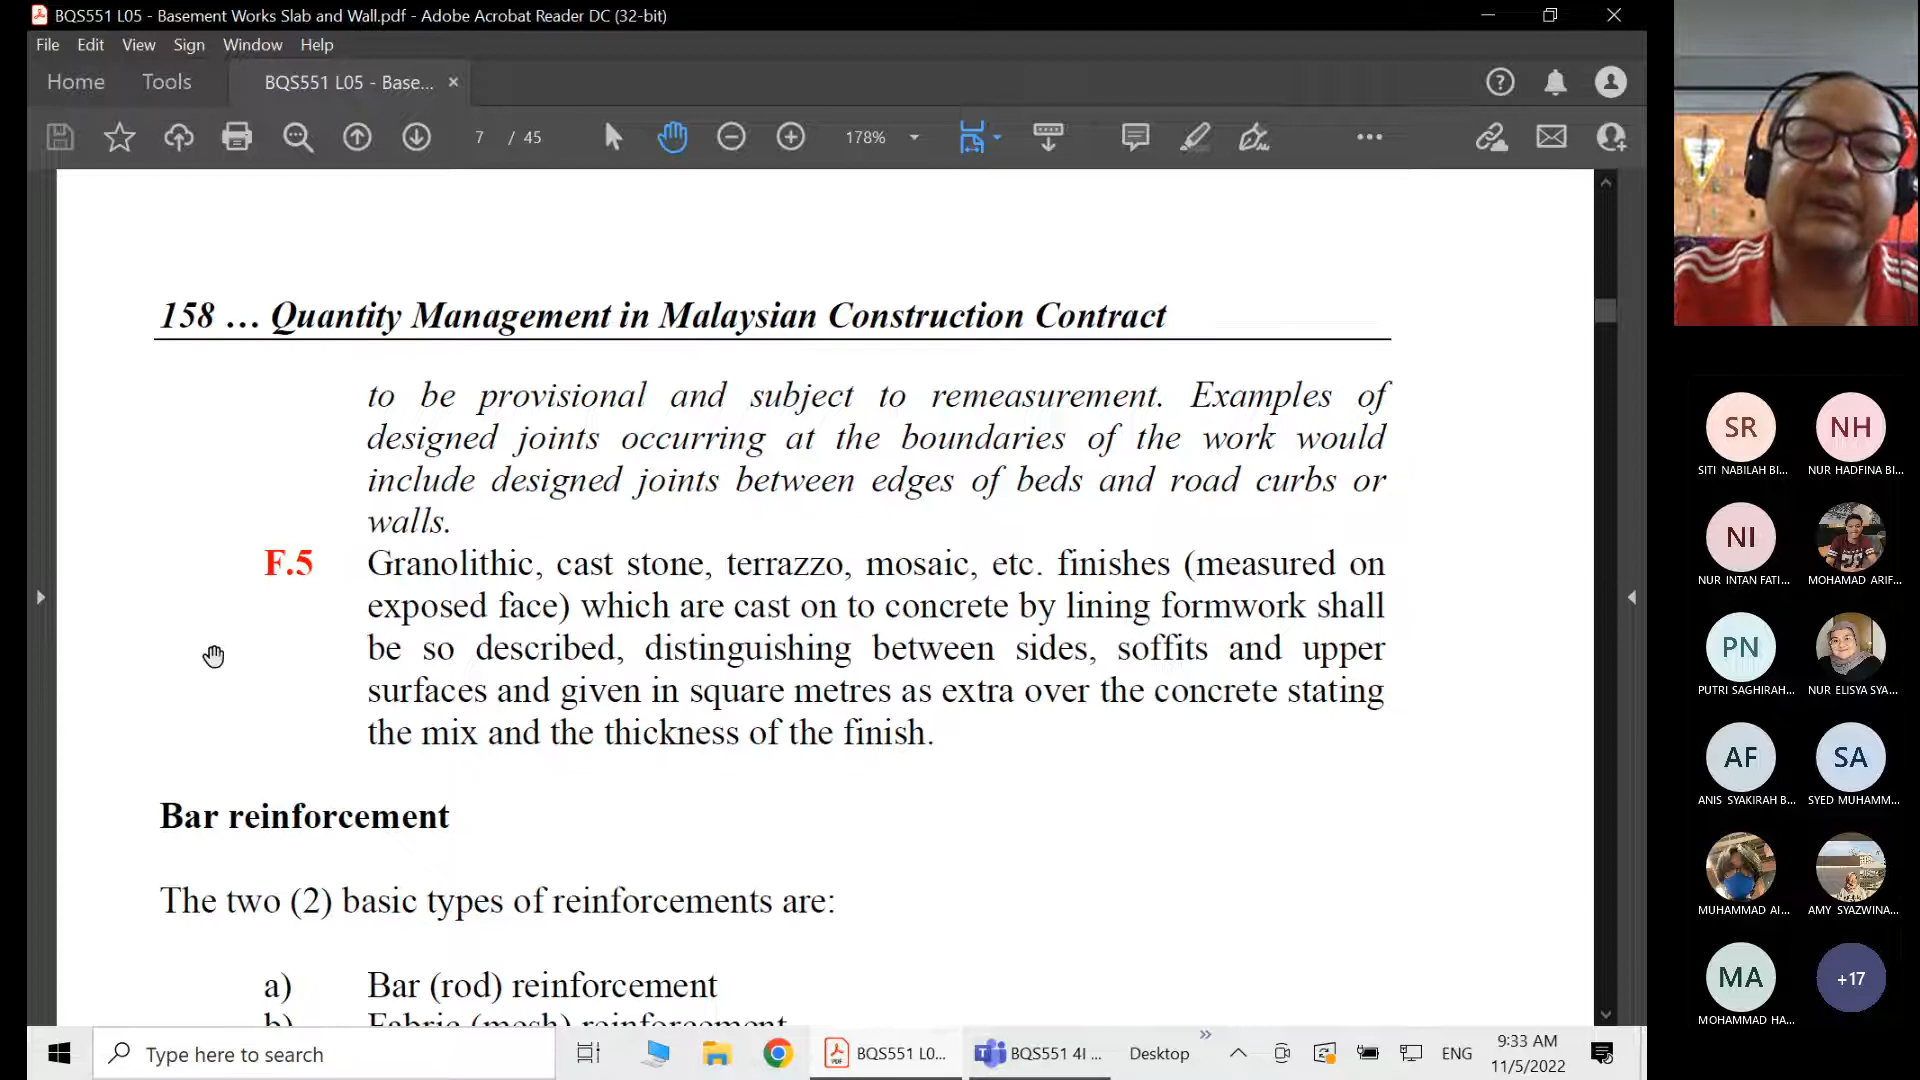 BQS551 L05 - Basement Works Slab and Wall.pdf - Adobe Acrobat Reader DC (32-bit)
File Edit View Sign Window Help
Home Tools BQS551 L05 - Base...
7 / 45 178%
158 ... Quantity Management in Malaysian Construction Contract
to be provisional and subject to remeasurement. Examples of
designed joints occurring at the boundaries of the work would
include designed joints between edges of beds and road curbs or
walls.
F.5 Granolithic, cast stone, terrazzo, mosaic, etc. finishes (measured on
exposed face) which are cast on to concrete by lining formwork shall
be so described, distinguishing between sides, soffits and upper
surfaces and given in square metres as extra over the concrete stating
the mix and the thickness of the finish.
Bar reinforcement
The two (2) basic types of reinforcements are:
a) Bar (rod) reinforcement
b) Fabric (mesh) reinforcement
SR NH
SITI NABILAH BI... NUR HADFINA BI...
NI
NUR INTAN FATI... MOHAMAD ARIF...
PN
PUTRI SAGHIRAH... NUR ELISYA SYA...
AF SA
ANIS SYAKIRAH B... SYED MUHAMM...
MUHAMMAD AI... AMY SYAZWINA...
MA +17
MOHAMMAD HA...
Type here to search
BQS551 L0... BQS551 4I ... Desktop ENG 9:33 AM
11/5/2022